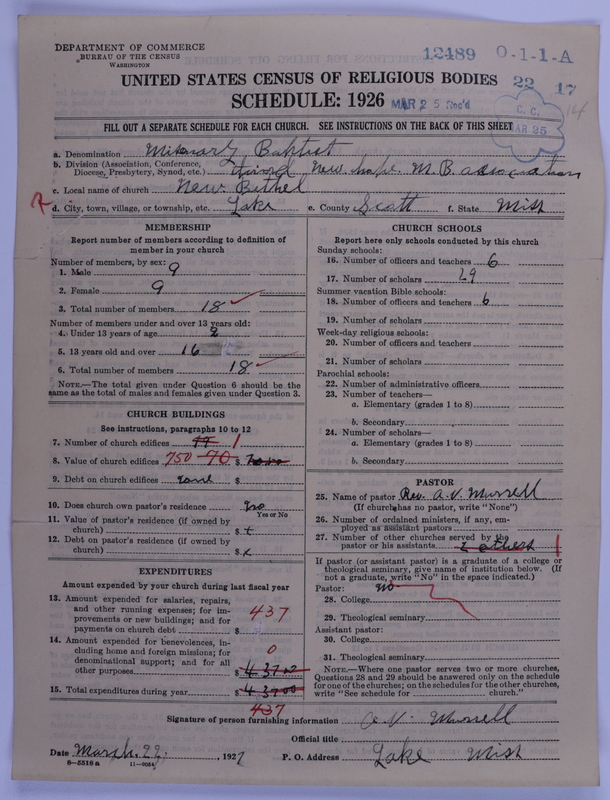 DEPARTMENT OF COMMERCE
BUREAU OF THE CENSUS
WASHINGTON
12489 0-1-1-A
UNITED STATES CENSUS OF RELIGIOUS BODIES
22 17
SCHEDULE: 1926
MAR 25 Rec'd
C. C.
MAR 25
14
FILL OUT A SEPARATE SCHEDULE FOR EACH CHURCH. SEE INSTRUCTIONS ON THE BACK OF THIS SHEET
a. Denomination Baptist
b. Division (Association, Conference, Diocese, Presbytery, Synod, etc.) New hope M. B. association
c. Local name of church New Bethel
d. City, town, village, or township, etc. Lake e. County Scott f. State Miss
MEMBERSHIP
Report number of members according to definition of member in your church
Number of members, by sex:
1. Male 9
2. Female 9
3. Total number of members 18
Number of members under and over 13 years old:
4. Under 13 years of age 2
5. 13 years old and over 16
6. Total number of members 18
NOTE.—The total given under Question 6 should be the same as the total of males and females given under Question 3.
CHURCH BUILDINGS
See instructions, paragraphs 10 to 12
7. Number of church edifices 1
8. Value of church edifices 750 70 $
9. Debt on church edifices $
10. Does church own pastor's residence no
Yes or No
11. Value of pastor's residence (if owned by church) $ x
12. Debt on pastor's residence (if owned by church) $ x
EXPENDITURES
Amount expended by your church during last fiscal year
13. Amount expended for salaries, repairs, and other running expenses; for improvements or new buildings; and for payments on church debt $ 437
14. Amount expended for benevolences, including home and foreign missions; for denominational support; and for all other purposes 0 $ 437 00
15. Total expenditures during year $ 437 00
437
CHURCH SCHOOLS
Report here only schools conducted by this church
Sunday schools:
16. Number of officers and teachers 6
17. Number of scholars 29
Summer vacation Bible schools:
18. Number of officers and teachers 6
19. Number of scholars
Week-day religious schools:
20. Number of officers and teachers
21. Number of scholars
Parochial schools:
22. Number of administrative officers
23. Number of teachers—
a. Elementary (grades 1 to 8)
b. Secondary
24. Number of scholars—
a. Elementary (grades 1 to 8)
b. Secondary
PASTOR
25. Name of pastor Rev. A. V. Murrell
(If church has no pastor, write "None")
26. Number of ordained ministers, if any, employed as assistant pastors
27. Number of other churches served by the pastor or his assistants 2 others 1
If pastor (or assistant pastor) is a graduate of a college or theological seminary, give name of institution below. (If not a graduate, write "No" in the space indicated.)
Pastor: no
28. College
29. Theological seminary
Assistant pastor:
30. College
31. Theological seminary
NOTE.—Where one pastor serves two or more churches, Questions 28 and 29 should be answered only on the schedule for one of the churches; on the schedules for the other churches, write "See schedule for church."
Signature of person furnishing information A. V. Murrell
Official title
Date March 22, 1927 P. O. Address Lake Miss
8—5518 a 11—9054